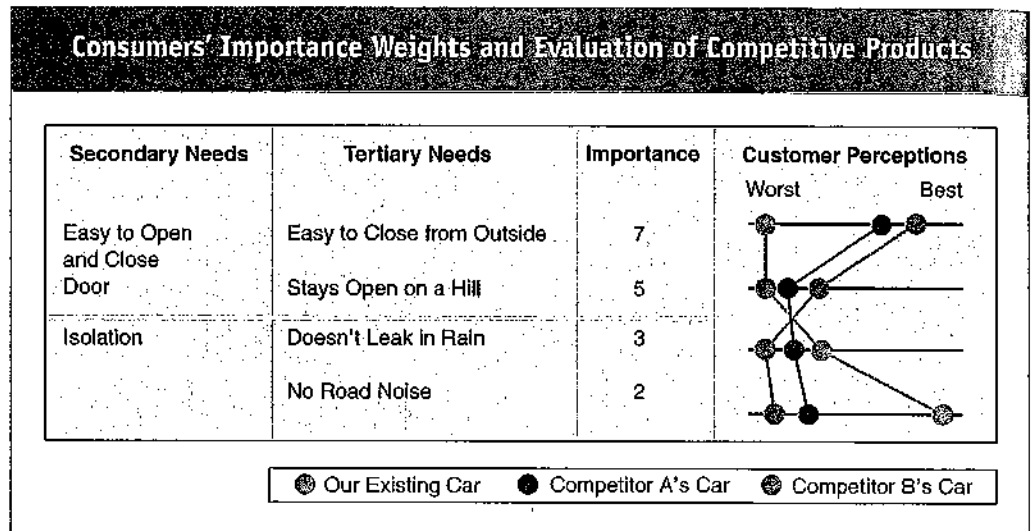 Consumers' Importance Weights and Evaluation of Competitive Products
Secondary Needs Tertiary Needs Importance Customer Perceptions
Worst Best
Easy to Open Easy to Close from Outside 7
and Close
Door Stays Open on a Hill 5
Isolation Doesn't Leak in Rain 3
No Road Noise 2
Our Existing Car Competitor A's Car Competitor B's Car